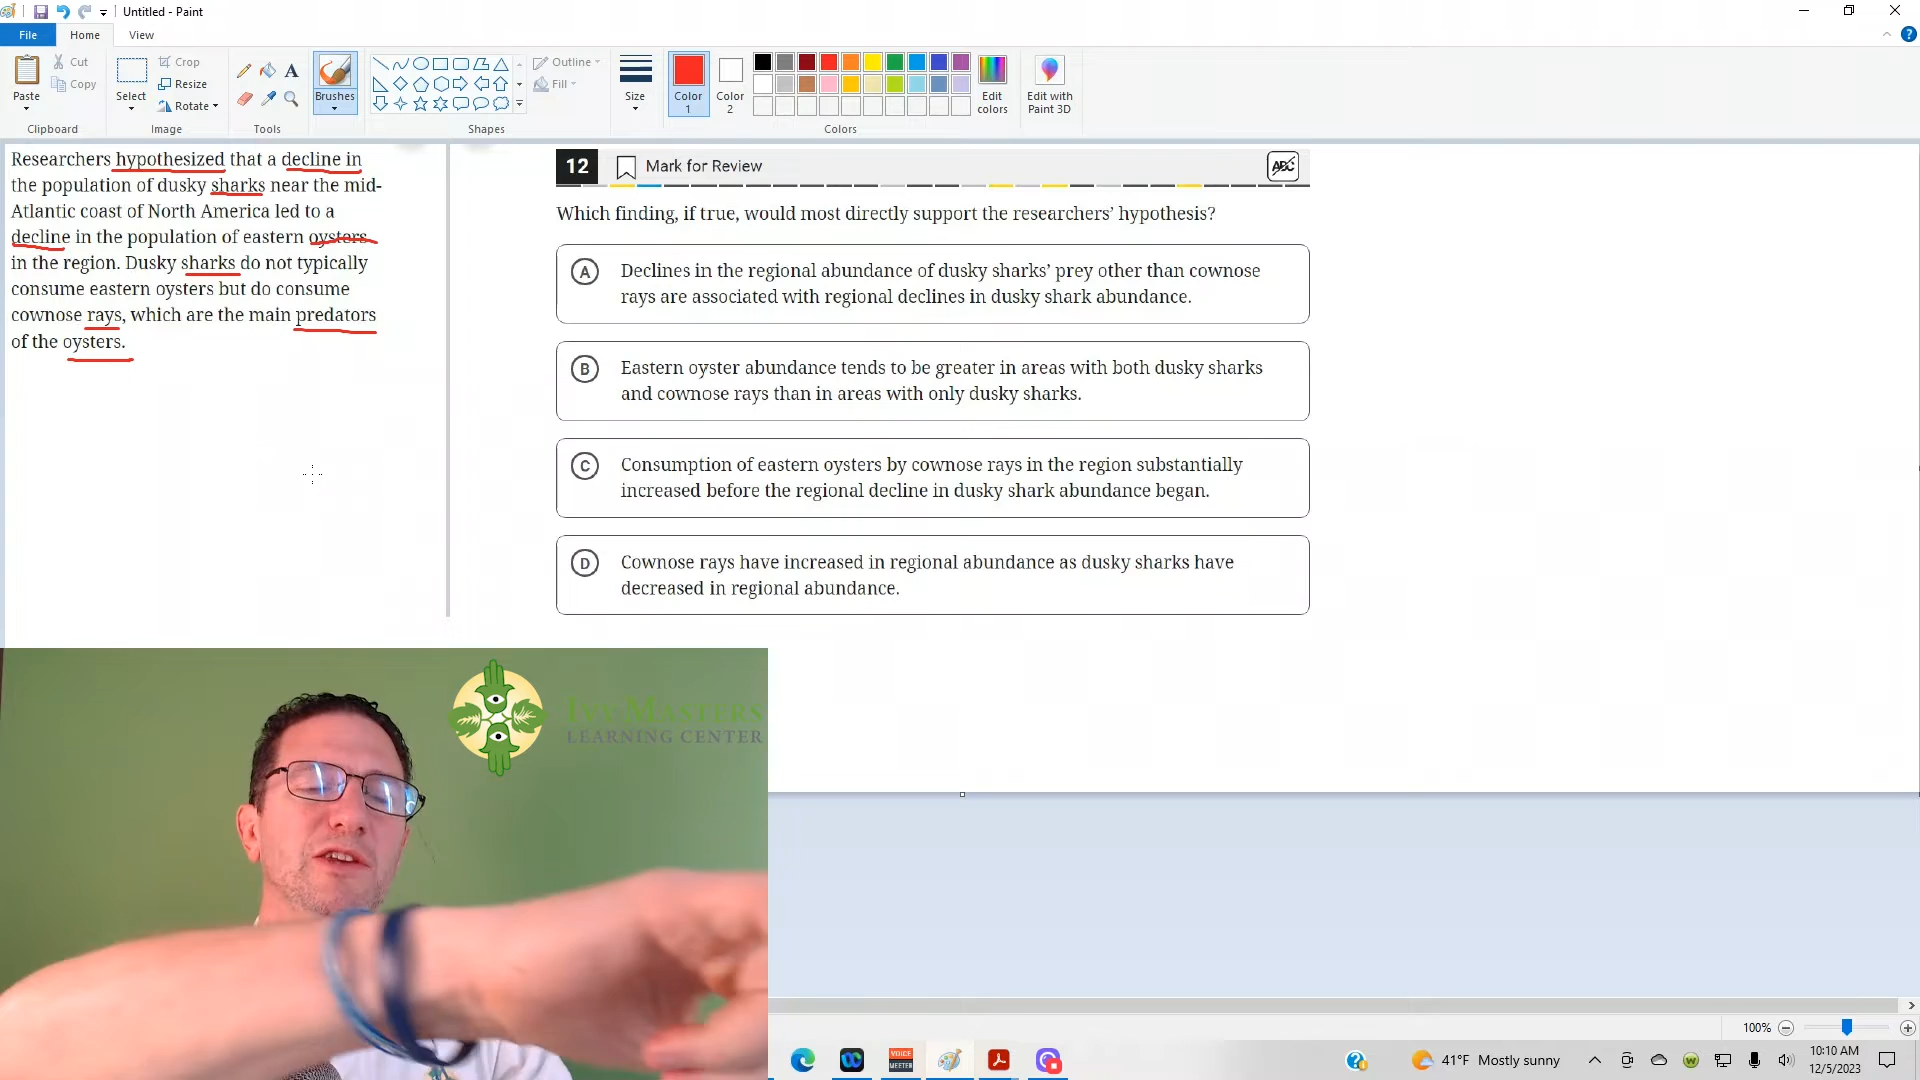 Untitled - Paint
File
Home
View
Paste
Cut
Copy
Clipboard
Select
Crop
Resize
Rotate
Image
A
Tools
Brushes
Shapes
Outline
Fill
Size
Color
1
Color
2
Colors
Edit
colors
Edit with
Paint 3D
Researchers hypothesized that a decline in
the population of dusky sharks near the mid-
Atlantic coast of North America led to a
decline in the population of eastern oysters
in the region. Dusky sharks do not typically
consume eastern oysters but do consume
cownose rays, which are the main predators
of the oysters.
12
Mark for Review
ABC
Which finding, if true, would most directly support the researchers’ hypothesis?
A
Declines in the regional abundance of dusky sharks’ prey other than cownose
rays are associated with regional declines in dusky shark abundance.
B
Eastern oyster abundance tends to be greater in areas with both dusky sharks
and cownose rays than in areas with only dusky sharks.
C
Consumption of eastern oysters by cownose rays in the region substantially
increased before the regional decline in dusky shark abundance began.
D
Cownose rays have increased in regional abundance as dusky sharks have
decreased in regional abundance.
IVY MASTERS
LEARNING CENTER
100%
VOICE
MEETER
41°F Mostly sunny
10:10 AM
12/5/2023